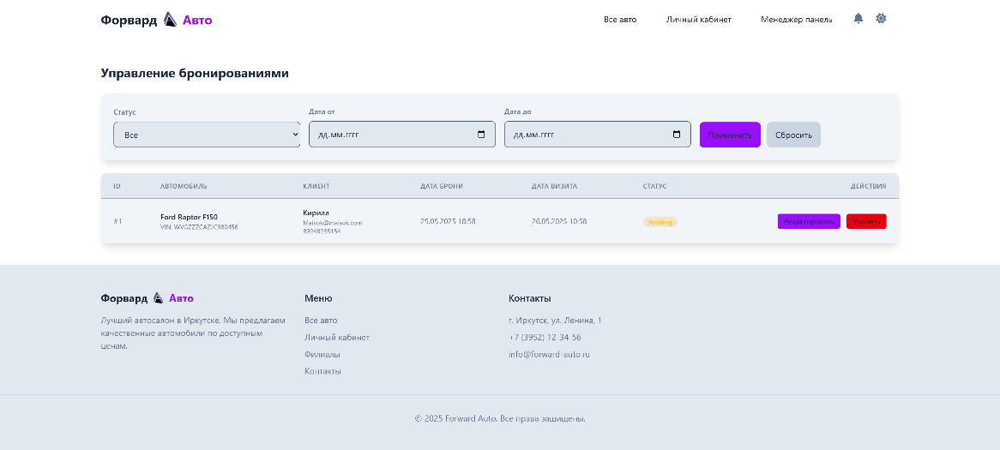 Форвард Авто
Все авто
Личный кабинет
Менеджер панель
Управление бронированиями
Статус
Дата от
Дата до
Все
дд.мм.гггг
дд.мм.гггг
Применить
Сбросить
ID
АВТОМОБИЛЬ
КЛИЕНТ
ДАТА БРОНИ
ДАТА ВИЗИТА
СТАТУС
ДЕЙСТВИЯ
#1
Ford Raptor F150
VIN: WVGZZZCAZJC980456
Кирилл
Maisok@maisok.com
89248235154
25.05.2025 18:58
26.05.2025 10:58
Pending
Редактировать
Удалить
Форвард Авто
Лучший автосалон в Иркутске. Мы предлагаем
качественные автомобили по доступным
ценам.
Меню
Все авто
Личный кабинет
Филиалы
Контакты
Контакты
г. Иркутск, ул. Ленина, 1
+7 (3952) 12-34-56
info@forward-auto.ru
© 2025 Forward Auto. Все права защищены.